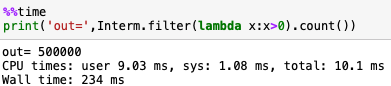 %%time
print('out=',Interm.filter(lambda x:x>0).count())
out= 500000
CPU times: user 9.03 ms, sys: 1.08 ms, total: 10.1 ms
Wall time: 234 ms